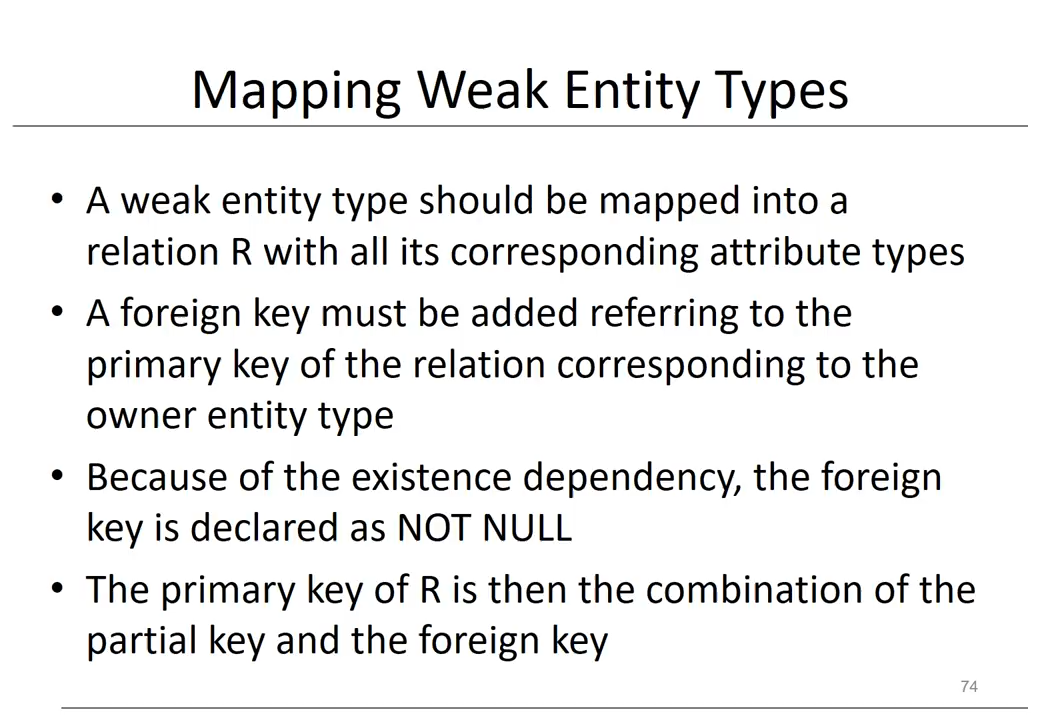 Mapping Weak Entity Types
• A weak entity type should be mapped into a
relation R with all its corresponding attribute types
• A foreign key must be added referring to the
primary key of the relation corresponding to the
owner entity type
• Because of the existence dependency, the foreign
key is declared as NOT NULL
• The primary key of R is then the combination of the
partial key and the foreign key
74